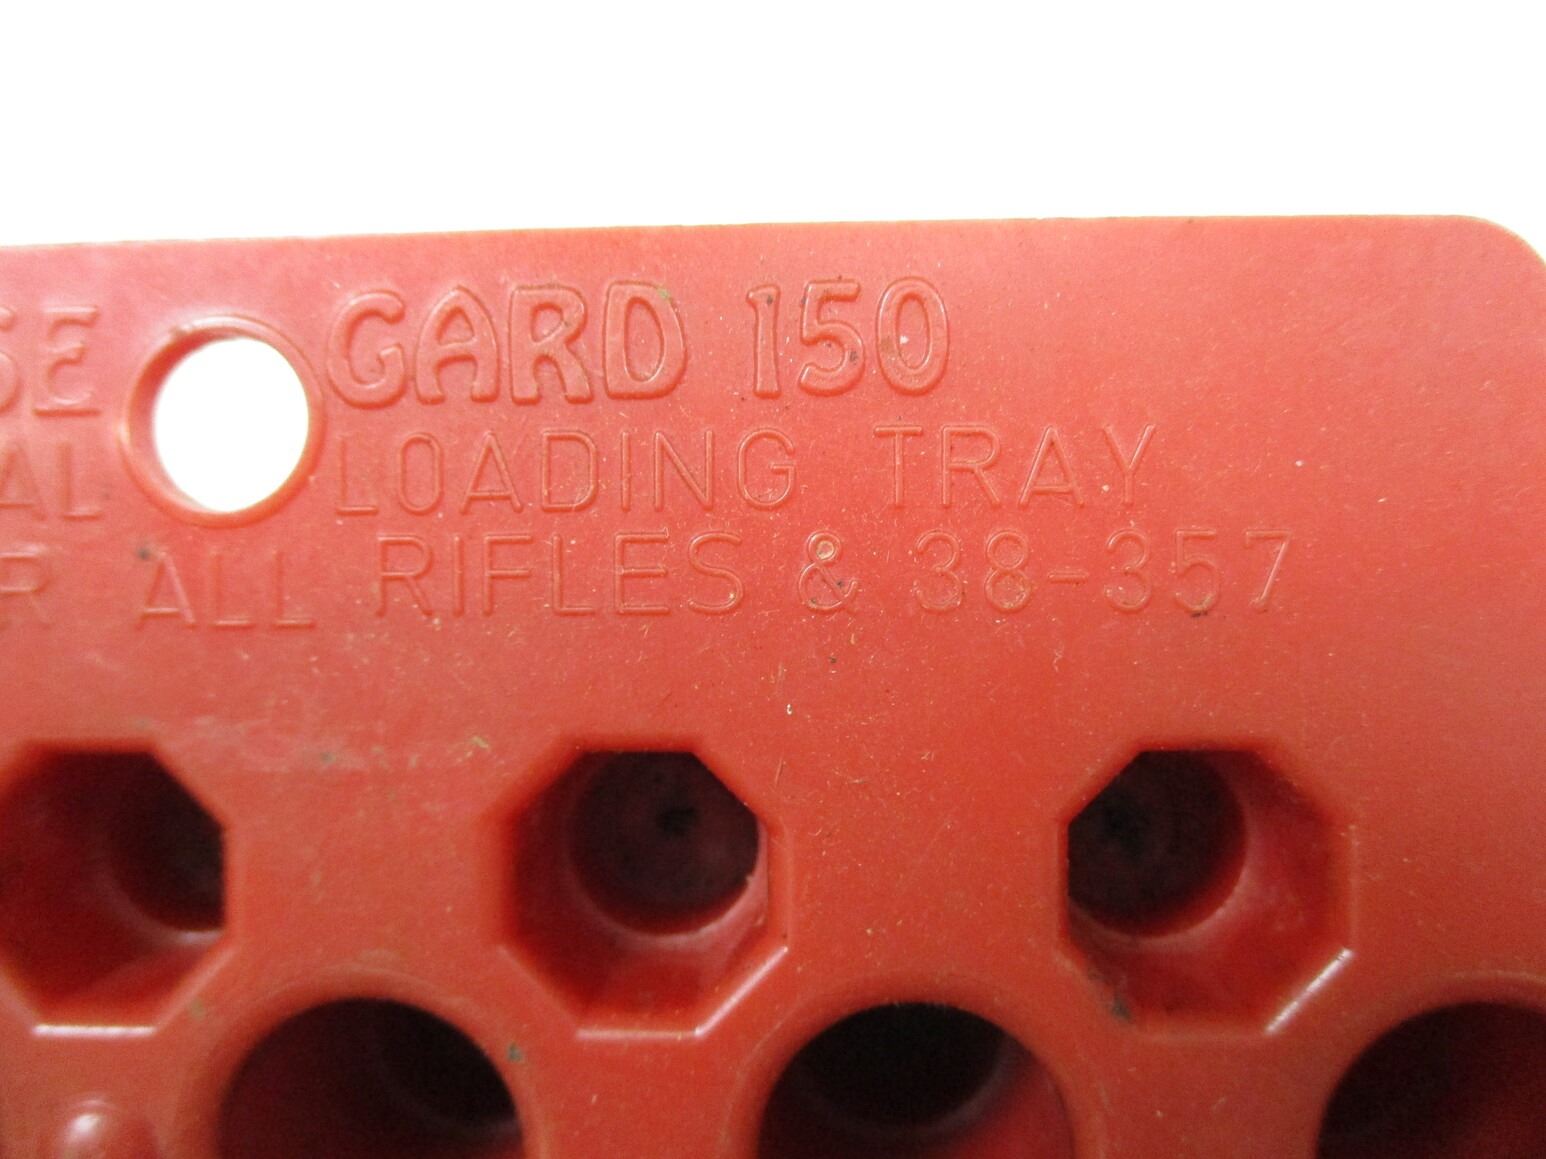 SE GARD 150
AL LOADING TRAY
R ALL RIFLES & 38-357